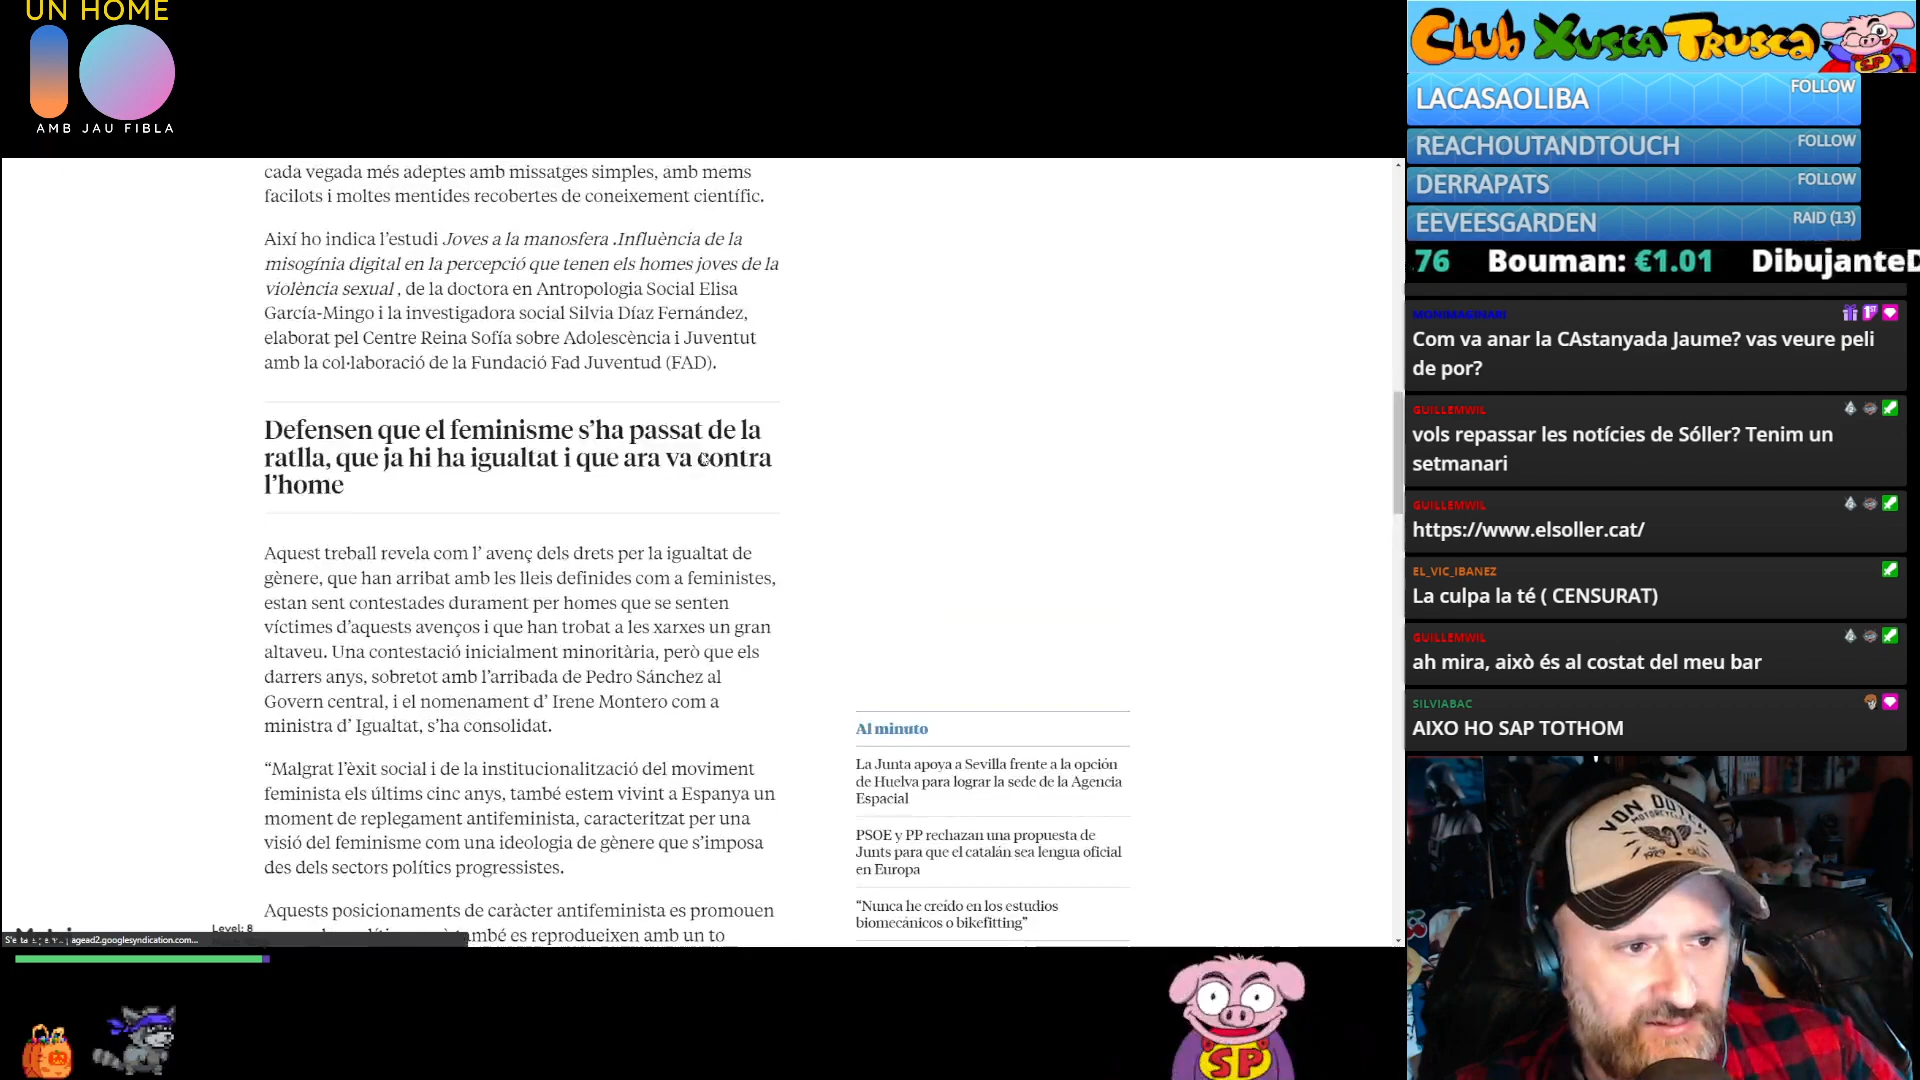 UN HOME
AMB JAU FIBLA
cada vegada més adeptes amb missatges simples, amb mems
facilots i moltes mentides recobertes de coneixement científic.
Així ho indica l’estudi Joves a la manosfera .Influència de la
misogínia digital en la percepció que tenen els homes joves de la
violència sexual , de la doctora en Antropologia Social Elisa
García-Mingo i la investigadora social Silvia Díaz Fernández,
elaborat pel Centre Reina Sofía sobre Adolescència i Juventut
amb la col·laboració de la Fundació Fad Juventud (FAD).
Defensen que el feminisme s’ha passat de la
ratlla, que ja hi ha igualtat i que ara va contra
l’home
Aquest treball revela com l’ avenç dels drets per la igualtat de
gènere, que han arribat amb les lleis definides com a feministes,
estan sent contestades durament per homes que se senten
víctimes d’aquests avenços i que han trobat a les xarxes un gran
altaveu. Una contestació inicialment minoritària, però que els
darrers anys, sobretot amb l’arribada de Pedro Sánchez al
Govern central, i el nomenament d’ Irene Montero com a
ministra d’ Igualtat, s’ha consolidat.
“Malgrat l’èxit social i de la institucionalització del moviment
feminista els últims cinc anys, també estem vivint a Espanya un
moment de replegament antifeminista, caracteritzat per una
visió del feminisme com una ideologia de gènere que s’imposa
des dels sectors polítics progressistes.
Aquests posicionaments de caràcter antifeminista es promouen
també es reprodueixen amb un to
Level: 8
agead2.googlesyndication.com...
Al minuto
La Junta apoya a Sevilla frente a la opción
de Huelva para lograr la sede de la Agencia
Espacial
PSOE y PP rechazan una propuesta de
Junts para que el catalán sea lengua oficial
en Europa
“Nunca he creído en los estudios
biomecánicos o bikefitting”
SP
CLUB XUSCA TRUSCA
SP
LACASAOLIBA FOLLOW
REACHOUTANDTOUCH FOLLOW
DERRAPATS FOLLOW
EEVEESGARDEN RAID (13)
.76 Bouman: €1.01 DibujanteD
MONIMAGINARI
Com va anar la CAstanyada Jaume? vas veure peli
de por?
GUILLEMWIL
vols repassar les notícies de Sóller? Tenim un
setmanari
GUILLEMWIL
https://www.elsoller.cat/
EL_VIC_IBANEZ
La culpa la té ( CENSURAT)
GUILLEMWIL
ah mira, això és al costat del meu bar
SILVIABAC
AIXO HO SAP TOTHOM
VON DUTCH